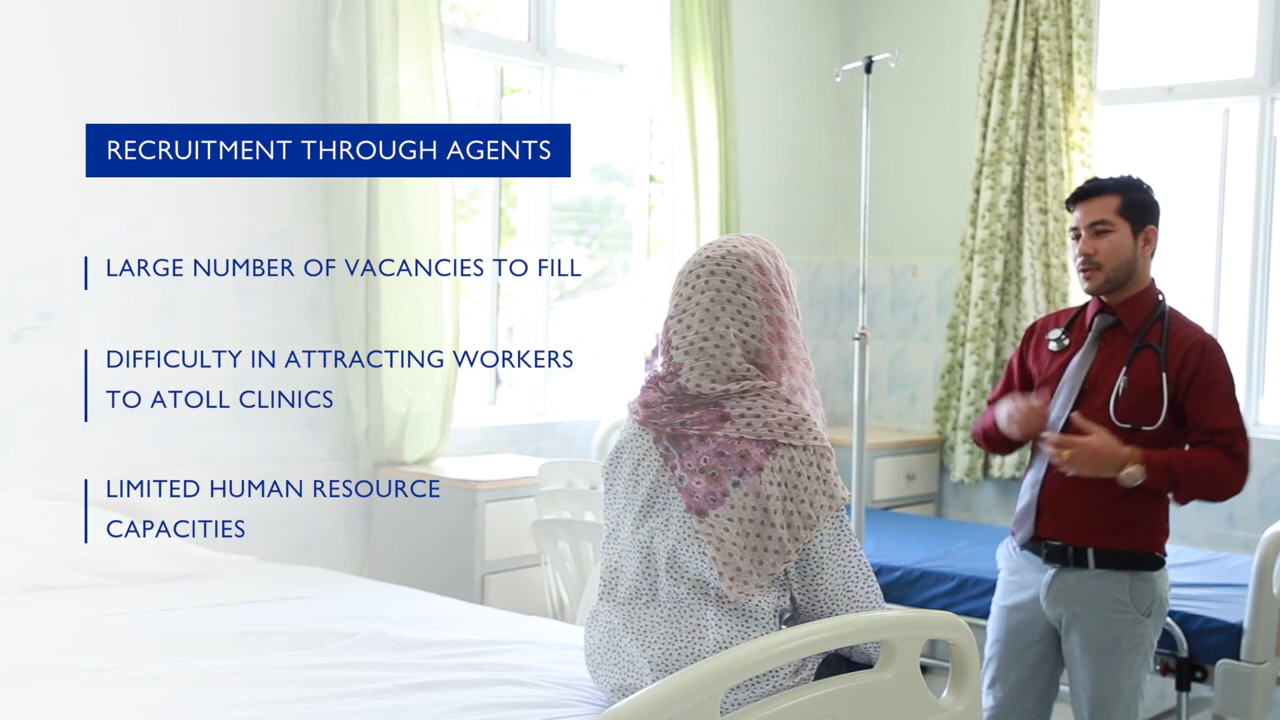 RECRUITMENT THROUGH AGENTS
LARGE NUMBER OF VACANCIES TO FILL
DIFFICULTY IN ATTRACTING WORKERS
TO ATOLL CLINICS
LIMITED HUMAN RESOURCE
CAPACITIES